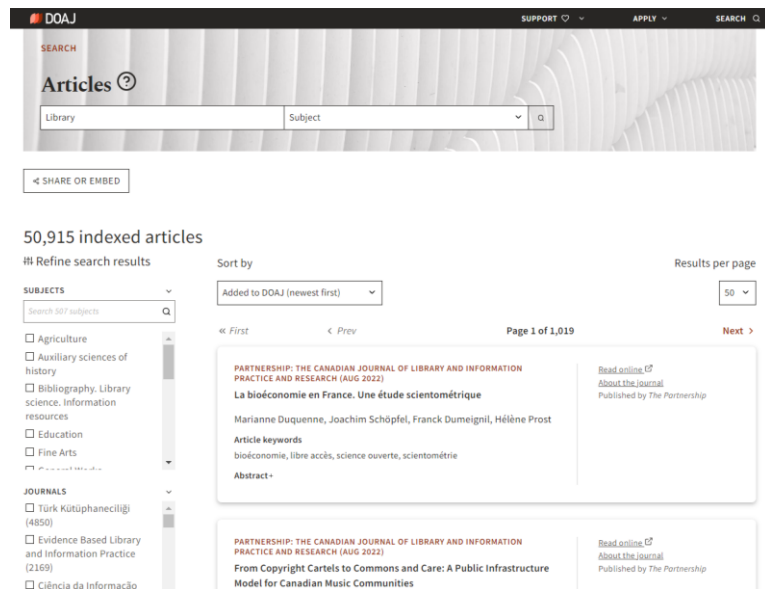 DOAJ
SUPPORT
APPLY
SEARCH
SEARCH
Articles ?
Library
Subject
SHARE OR EMBED
50,915 indexed articles
Refine search results
Sort by
Results per page
SUBJECTS
Added to DOAJ (newest first)
50
Search 507 subjects
« First
< Prev
Page 1 of 1,019
Next >
Agriculture
Auxiliary sciences of
history
Bibliography. Library
science. Information
resources
Education
Fine Arts
General Works
PARTNERSHIP: THE CANADIAN JOURNAL OF LIBRARY AND INFORMATION
PRACTICE AND RESEARCH (AUG 2022)
La bioéconomie en France. Une étude scientométrique
Marianne Duquenne, Joachim Schöpfel, Franck Dumeignil, Hélène Prost
Article keywords
bioéconomie, libre accès, science ouverte, scientométrie
Abstract+
Read online
About the journal
Published by The Partnership
JOURNALS
Türk Kütüphaneciliği
(4850)
Evidence Based Library
and Information Practice
(2169)
Ciência da Informação
PARTNERSHIP: THE CANADIAN JOURNAL OF LIBRARY AND INFORMATION
PRACTICE AND RESEARCH (AUG 2022)
From Copyright Cartels to Commons and Care: A Public Infrastructure
Model for Canadian Music Communities
Read online
About the journal
Published by The Partnership